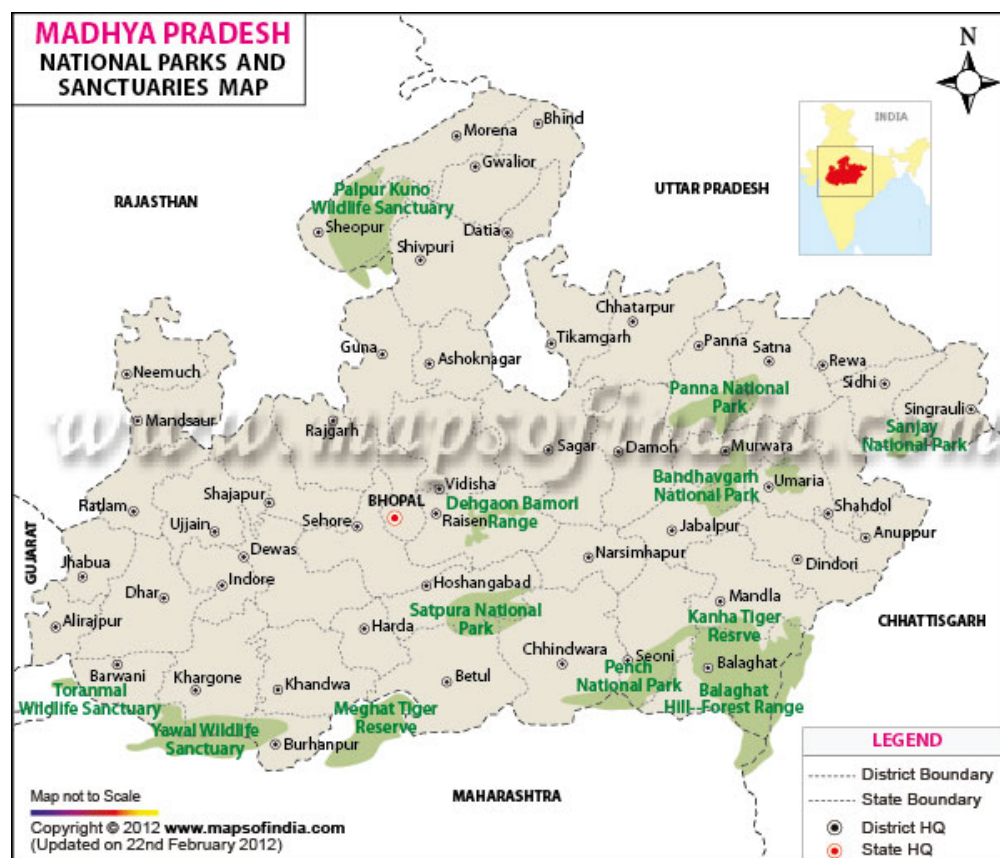 MADHYA PRADESH
NATIONAL PARKS AND
SANCTUARIES MAP
N
INDIA
RAJASTHAN
UTTAR PRADESH
Bhind
Morena
Gwalior
Palpur Kuno
Wildlife Sanctuary
Sheopur
Datia
Shivpuri
Chhatarpur
Tikamgarh
Panna
Satna
Guna
Ashoknagar
Rewa
Neemuch
Sidhi
Panna National
Park
Singrauli
Mandsaur
Rajgarh
Sanjay
National Park
www.mapsofindia.com
Sagar
Damoh
Murwara
Bandhavgarh
National Park
Umaria
Vidisha
Shajapur
BHOPAL
Dehgaon Bamori
Range
Ratlam
Raisen
Shahdol
Ujjain
Sehore
Jabalpur
Anuppur
GUJARAT
Dewas
Narsimhapur
Dindori
Jhabua
Indore
Hoshangabad
Dhar
Mandla
Satpura National
Park
Kanha Tiger
Resrve
CHHATTISGARH
Alirajpur
Harda
Chhindwara
Seoni
Barwani
Pench
National Park
Balaghat
Khargone
Khandwa
Betul
Toranmal
Wildlife Sanctuary
Balaghat
Hill Forest Range
Meghat Tiger
Reserve
Yawal Wildlife
Sanctuary
Burhanpur
MAHARASHTRA
LEGEND
District Boundary
State Boundary
District HQ
State HQ
Map not to Scale
Copyright © 2012 www.mapsofindia.com
(Updated on 22nd February 2012)